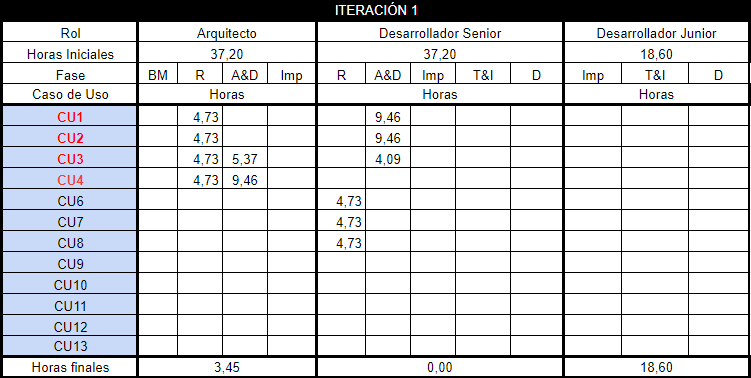 ITERACIÓN 1
Rol Arquitecto Desarrollador Senior Desarrollador Junior
Horas Iniciales 37,20 37,20 18,60
Fase BM R A&D Imp R A&D Imp T&I D Imp T&I D
Caso de Uso Horas Horas Horas
CU1 4,73 9,46
CU2 4,73 9,46
CU3 4,73 5,37 4,09
CU4 4,73 9,46
CU6 4,73
CU7 4,73
CU8 4,73
CU9
CU10
CU11
CU12
CU13
Horas finales 3,45 0,00 18,60